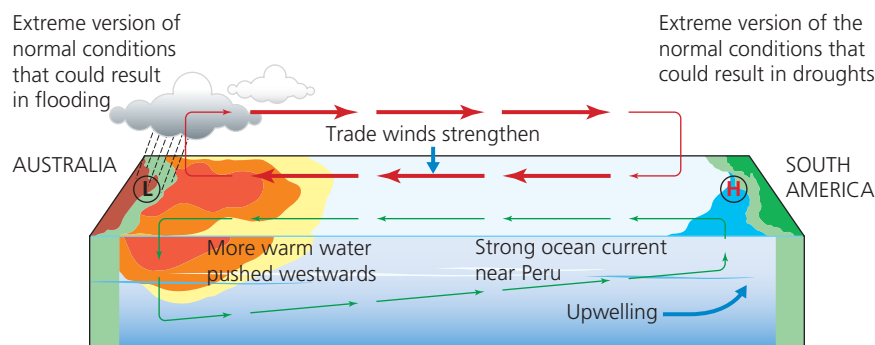 Extreme version of
normal conditions
that could result
in flooding
Extreme version of the
normal conditions that
could result in droughts
Trade winds strengthen
AUSTRALIA
SOUTH
AMERICA
L
H
More warm water
pushed westwards
Strong ocean current
near Peru
Upwelling